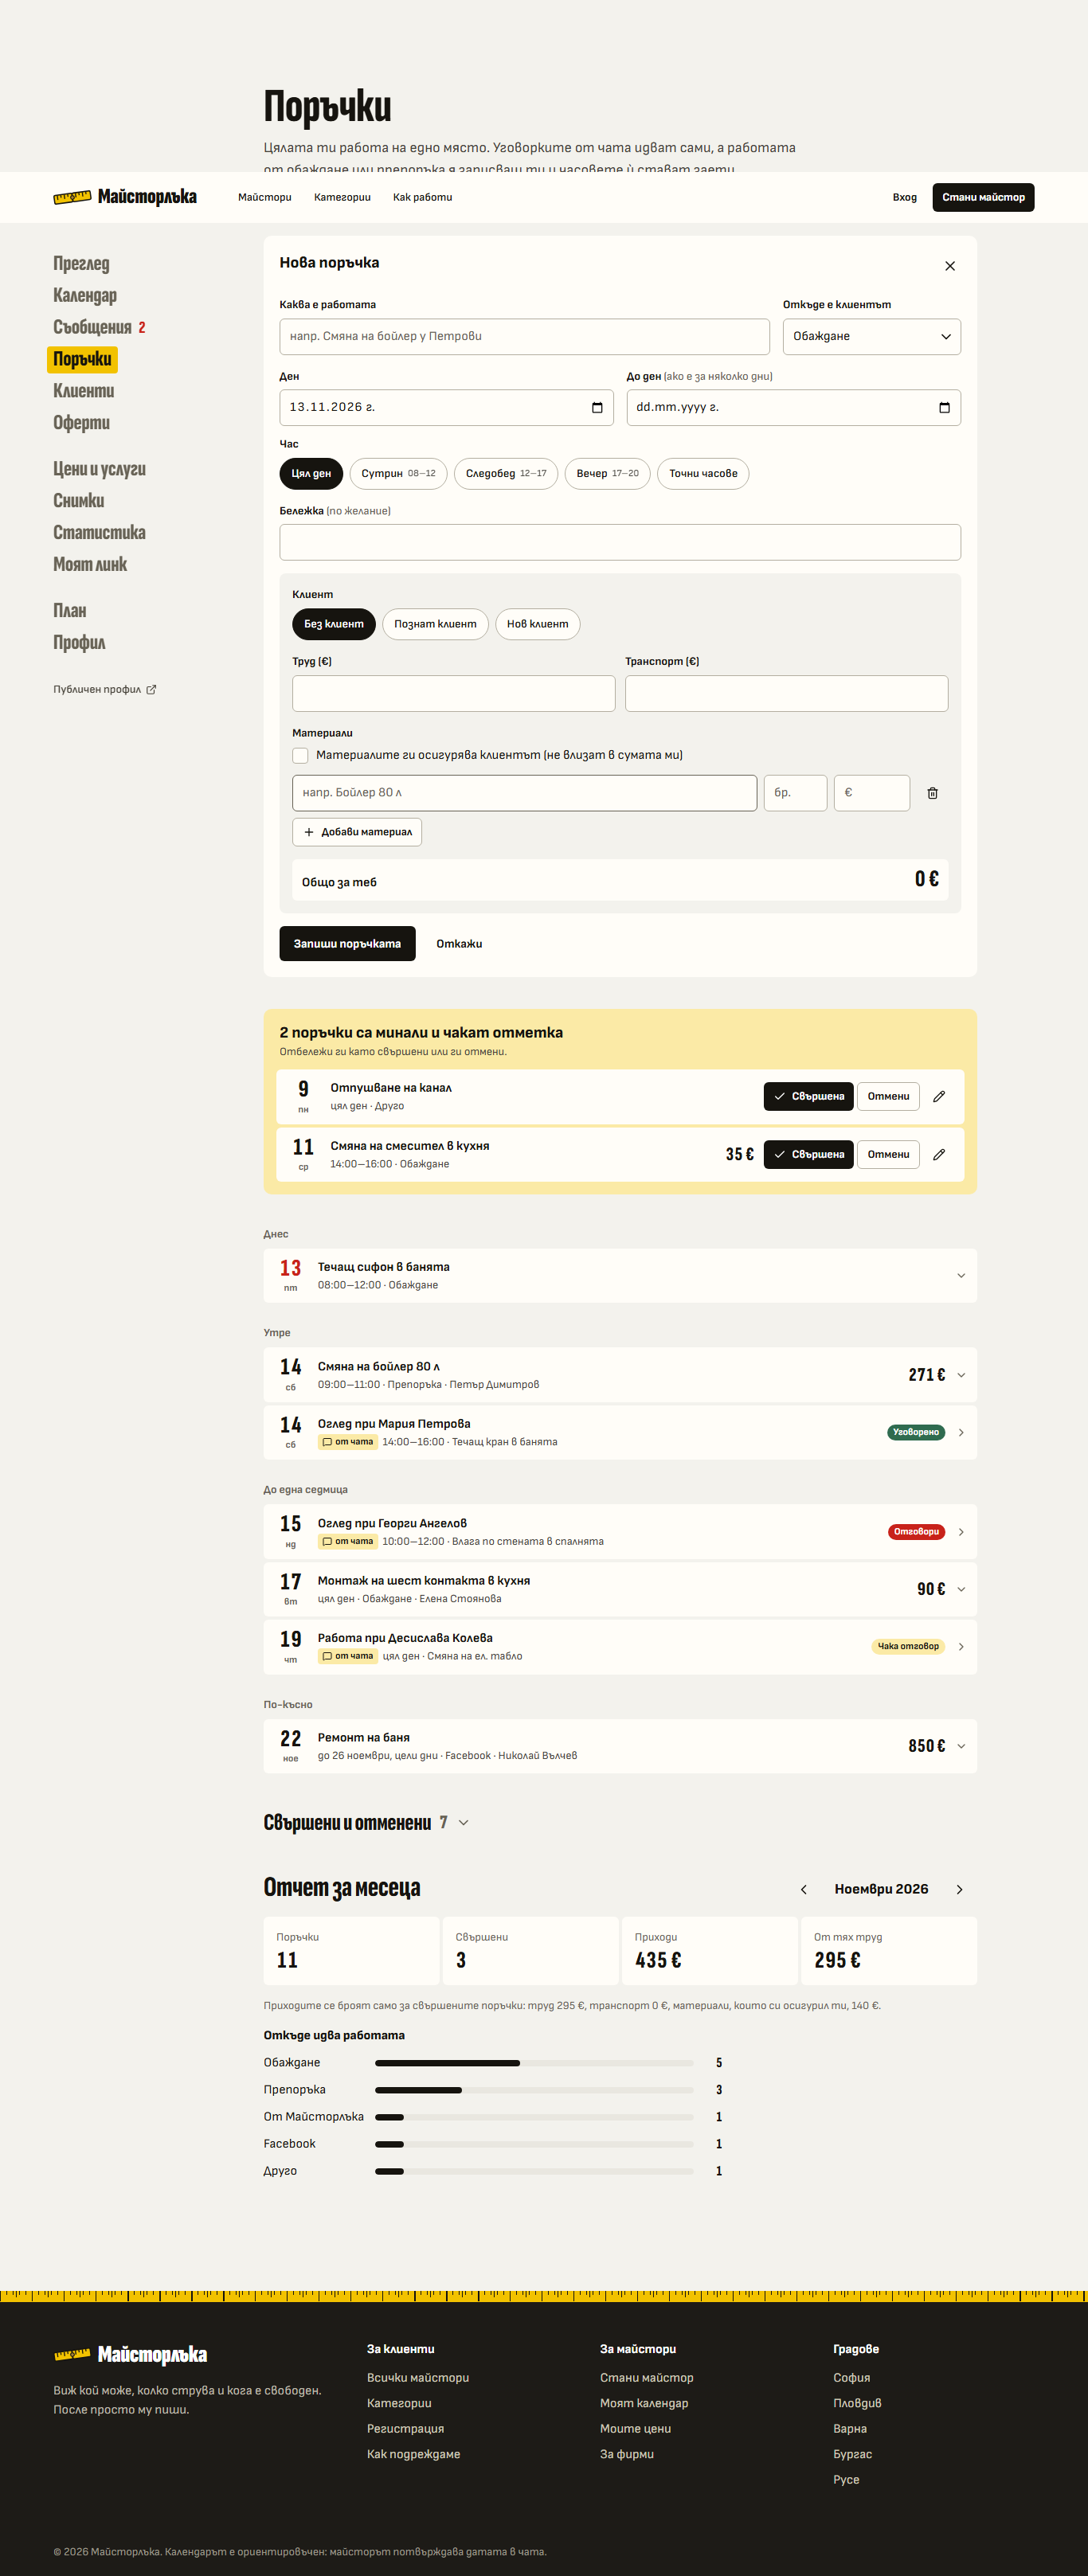 Поръчки
Цялата ти работа на едно място. Уговорките от чата идват сами, а работата
от обаждане или препоръка я записваш ти и часовете ѝ стават заети.
Майсторлъка
Майстори
Категории
Как работи
Вход
Стани майстор
Преглед
Календар
Съобщения 2
Поръчки
Клиенти
Оферти
Цени и услуги
Снимки
Статистика
Моят линк
План
Профил
Публичен профил
Нова поръчка
Каква е работата
Откъде е клиентът
напр. Смяна на бойлер у Петрови
Обаждане
Ден
До ден (ако е за няколко дни)
13.11.2026 г.
dd.mm.yyyy г.
Час
Цял ден
Сутрин 08–12
Следобед 12–17
Вечер 17–20
Точни часове
Бележка (по желание)
Клиент
Без клиент
Познат клиент
Нов клиент
Труд (€)
Транспорт (€)
Материали
Материалите ги осигурява клиентът (не влизат в сумата ми)
напр. Бойлер 80 л
бр.
€
Добави материал
Общо за теб
0 €
Запиши поръчката
Откажи
2 поръчки са минали и чакат отметка
Отбележи ги като свършени или ги отмени.
9
пн
Отпушване на канал
цял ден · Друго
Свършена
Отмени
11
ср
Смяна на смесител в кухня
14:00–16:00 · Обаждане
35 €
Свършена
Отмени
Днес
13
пт
Течащ сифон в банята
08:00–12:00 · Обаждане
Утре
14
сб
Смяна на бойлер 80 л
09:00–11:00 · Препоръка · Петър Димитров
271 €
14
сб
Оглед при Мария Петрова
от чата 14:00–16:00 · Течащ кран в банята
Уговорено
До една седмица
15
нд
Оглед при Георги Ангелов
от чата 10:00–12:00 · Влага по стената в спалнята
Отговори
17
вт
Монтаж на шест контакта в кухня
цял ден · Обаждане · Елена Стоянова
90 €
19
чт
Работа при Десислава Колева
от чата цял ден · Смяна на ел. табло
Чака отговор
По-късно
22
ное
Ремонт на баня
до 26 ноември, цели дни · Facebook · Николай Вълчев
850 €
Свършени и отменени 7
Отчет за месеца
Ноември 2026
Поръчки
11
Свършени
3
Приходи
435 €
От тях труд
295 €
Приходите се броят само за свършените поръчки: труд 295 €, транспорт 0 €, материали, които си осигурил ти, 140 €.
Откъде идва работата
Обаждане 5
Препоръка 3
От Майсторлъка 1
Facebook 1
Друго 1
Майсторлъка
Виж кой може, колко струва и кога е свободен.
После просто му пиши.
За клиенти
Всички майстори
Категории
Регистрация
Как подреждаме
За майстори
Стани майстор
Моят календар
Моите цени
За фирми
Градове
София
Пловдив
Варна
Бургас
Русе
© 2026 Майсторлъка. Календарът е ориентировъчен: майсторът потвърждава датата в чата.